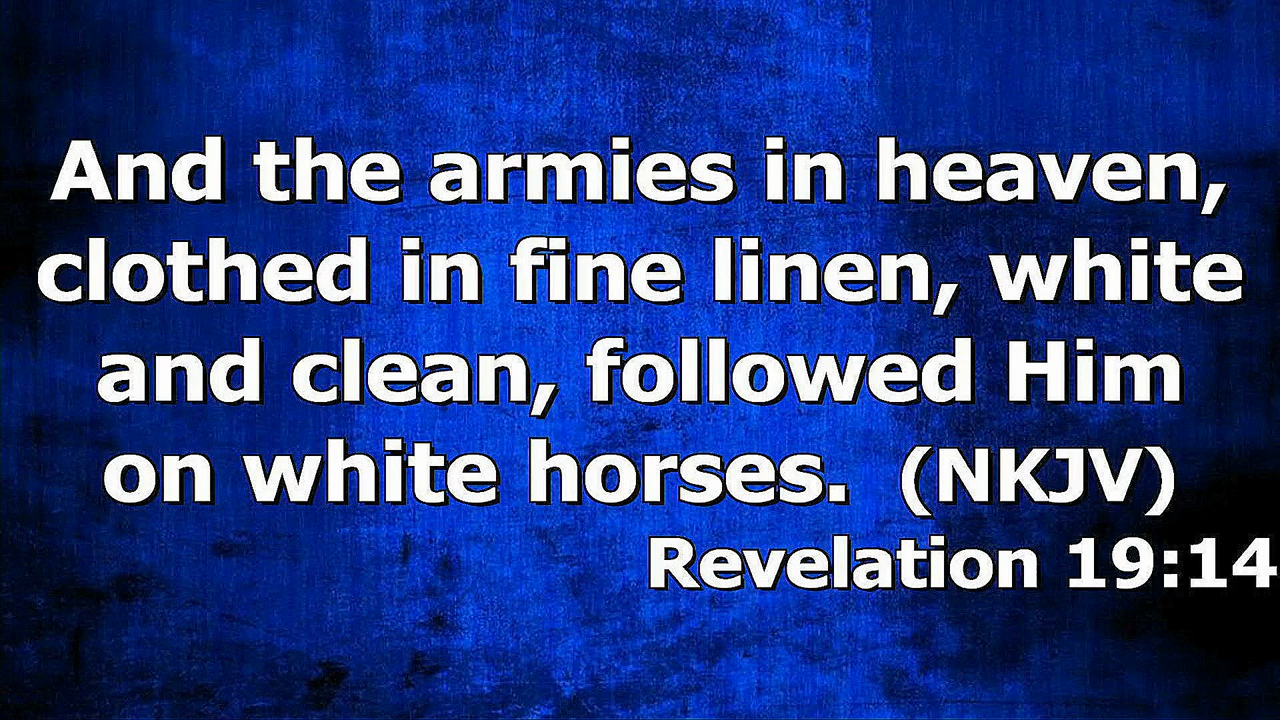 And the armies in heaven,
clothed in fine linen, white
and clean, followed Him
on white horses.  (NKJV)
Revelation 19:14